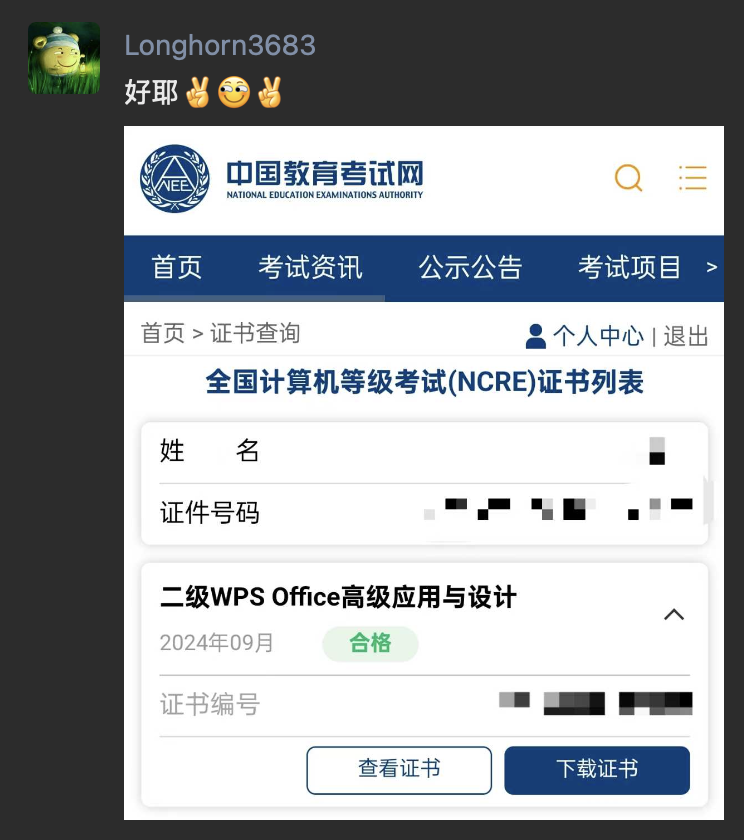 Longhorn3683
好耶✌️🫤✌️
中国教育考试网
NATIONAL EDUCATION EXAMINATIONS AUTHORITY
NEE
首页 考试资讯 公示公告 考试项目 >
首页 > 证书查询 个人中心 | 退出
全国计算机等级考试(NCRE)证书列表
姓 名
证件号码
二级WPS Office高级应用与设计
2024年09月 合格
证书编号
查看证书 下载证书